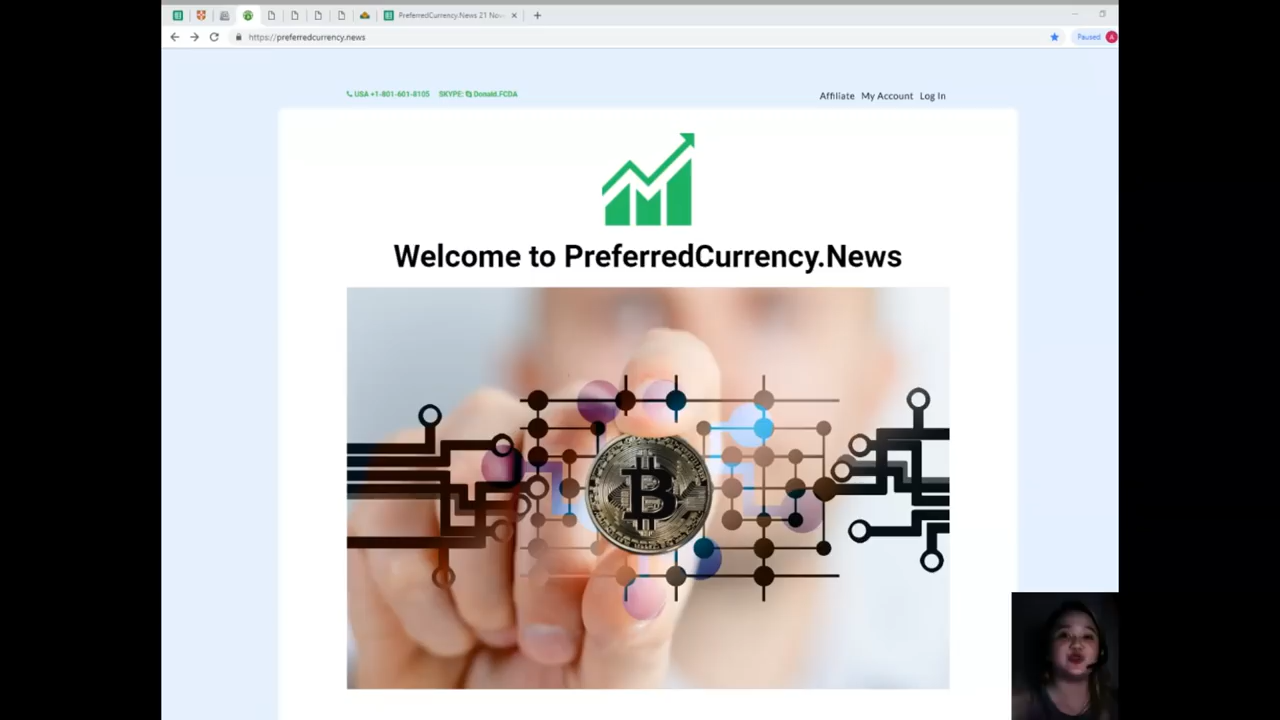 PreferredCurrency.News 21 Nov
https://preferredcurrency.news
Paused A
USA +1-801-601-8105 SKYPE: Donald.FCDA
Affiliate My Account Log In
Welcome to PreferredCurrency.News
B